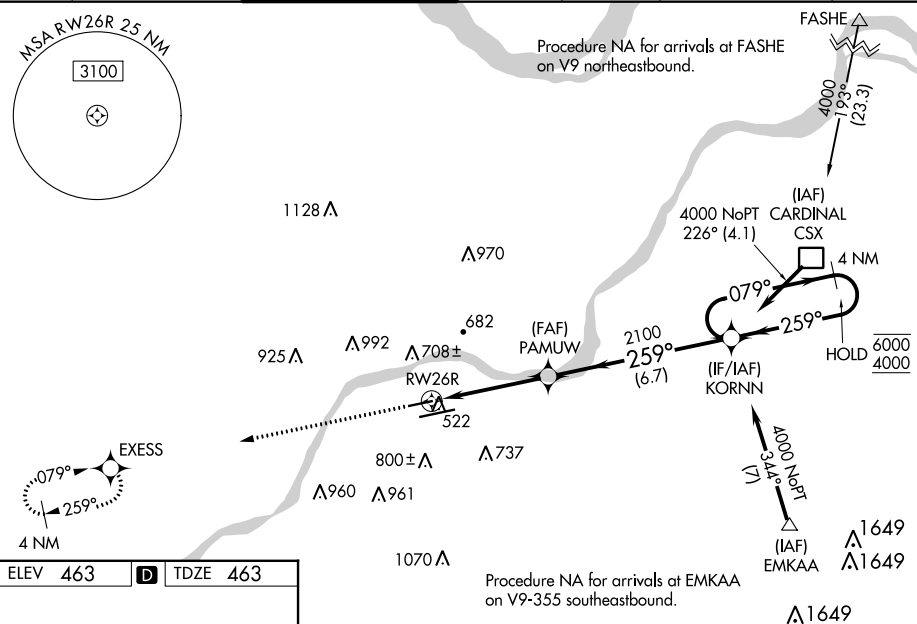 MSA RW26R 25 NM
3100
Procedure NA for arrivals at FASHE
on V9 northeastbound.
FASHE
4000
193°
(23.3)
1128
970
4000 NoPT
226° (4.1)
(IAF)
CARDINAL
CSX
4 NM
079°
259°
HOLD
6000
4000
682
925
992
708±
(FAF)
PAMUW
2100
259°
(6.7)
(IF/IAF)
KORNN
RW26R
522
EXESS
079°
259°
4 NM
800±
737
960
961
4000 NoPT
344°
(7)
(IAF)
EMKAA
1649
1649
1649
1070
Procedure NA for arrivals at EMKAA
on V9-355 southeastbound.
ELEV 463
D
TDZE 463